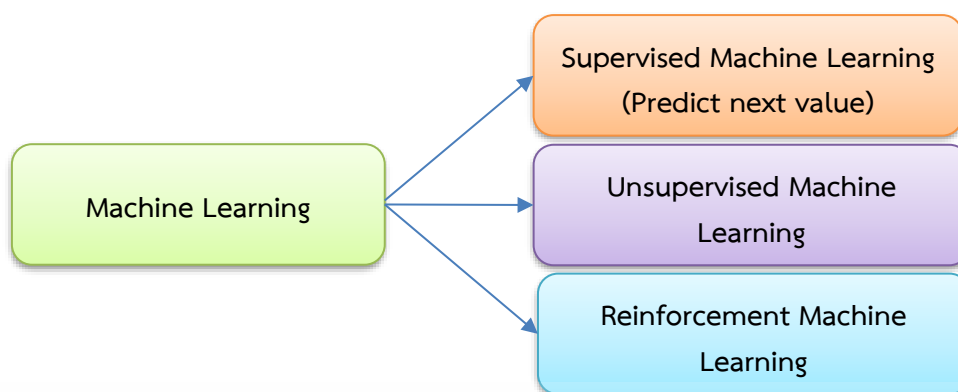 Supervised Machine Learning
(Predict next value)
Machine Learning
Unsupervised Machine
Learning
Reinforcement Machine
Learning